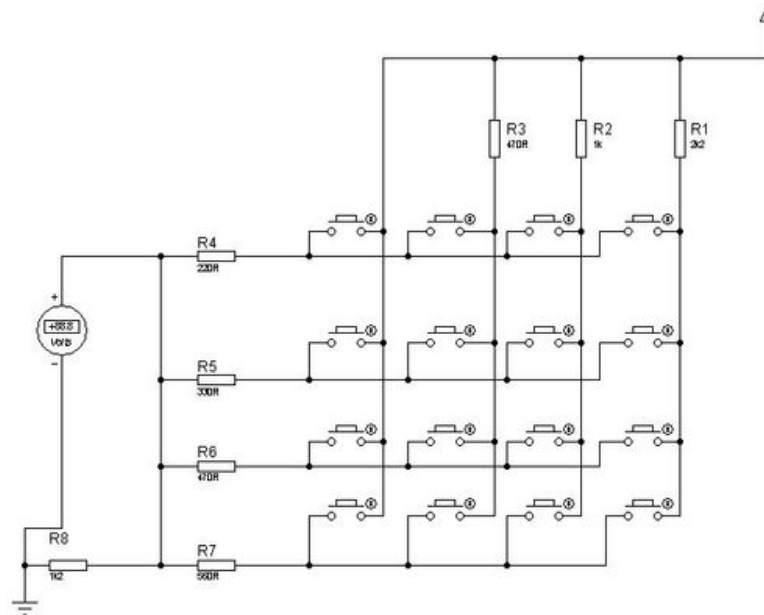 R3
470R
R2
1k
R1
2k2
R4
220R
+
+88.8
Volts
-
R5
330R
R6
470R
R8
1k2
R7
560R